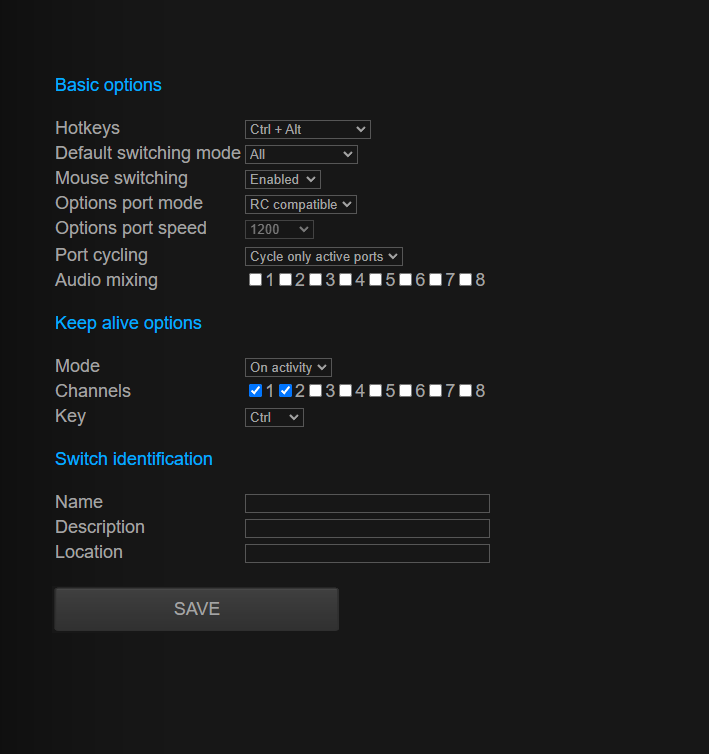 Basic options
Hotkeys Ctrl + Alt
Default switching mode All
Mouse switching Enabled
Options port mode RC compatible
Options port speed 1200
Port cycling Cycle only active ports
Audio mixing 1 2 3 4 5 6 7 8
Keep alive options
Mode On activity
Channels 1 2 3 4 5 6 7 8
Key Ctrl
Switch identification
Name
Description
Location
SAVE